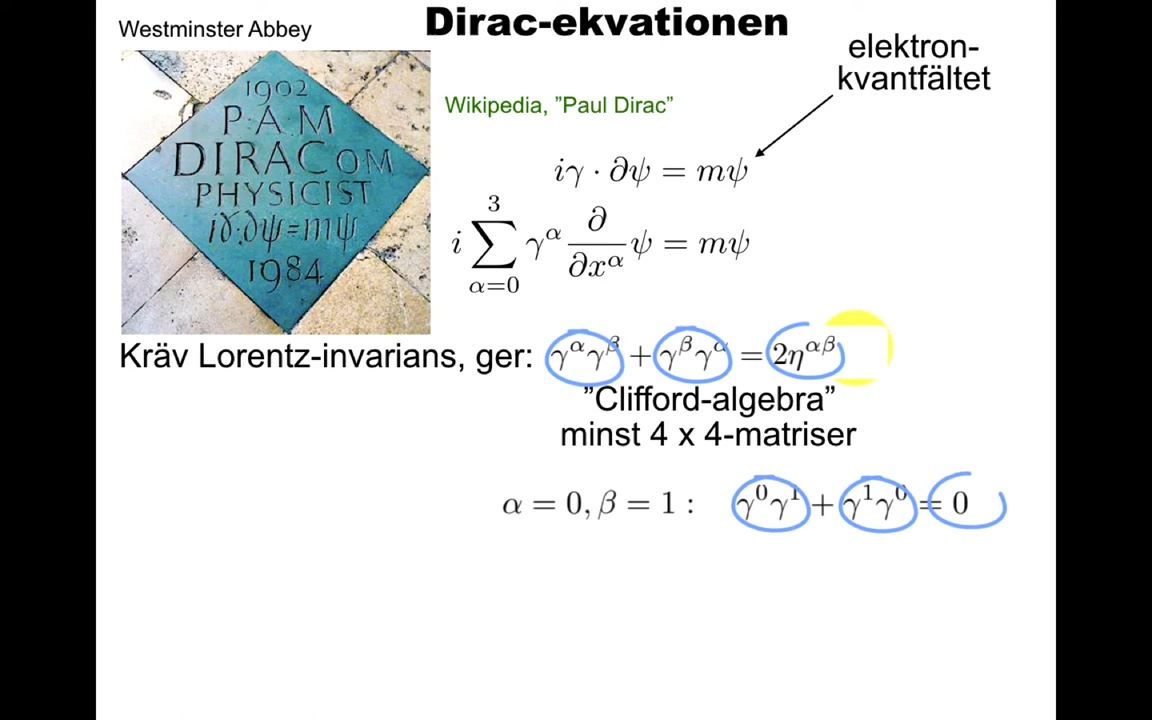 Dirac-ekvationen
Westminster Abbey
elektron-
kvantfältet
Wikipedia, ”Paul Dirac”
1902
P·A·M
DIRAC OM
PHYSICIST
iγ·∂ψ=mψ
1984
iγ · ∂ψ = mψ
i ∑_{α=0}^{3} γ^α ∂/∂x^α ψ = mψ
Kräv Lorentz-invarians, ger: γ^α γ^β + γ^β γ^α = 2η^{αβ}
”Clifford-algebra”
minst 4 x 4-matriser
α = 0, β = 1 : γ^0 γ^1 + γ^1 γ^0 = 0